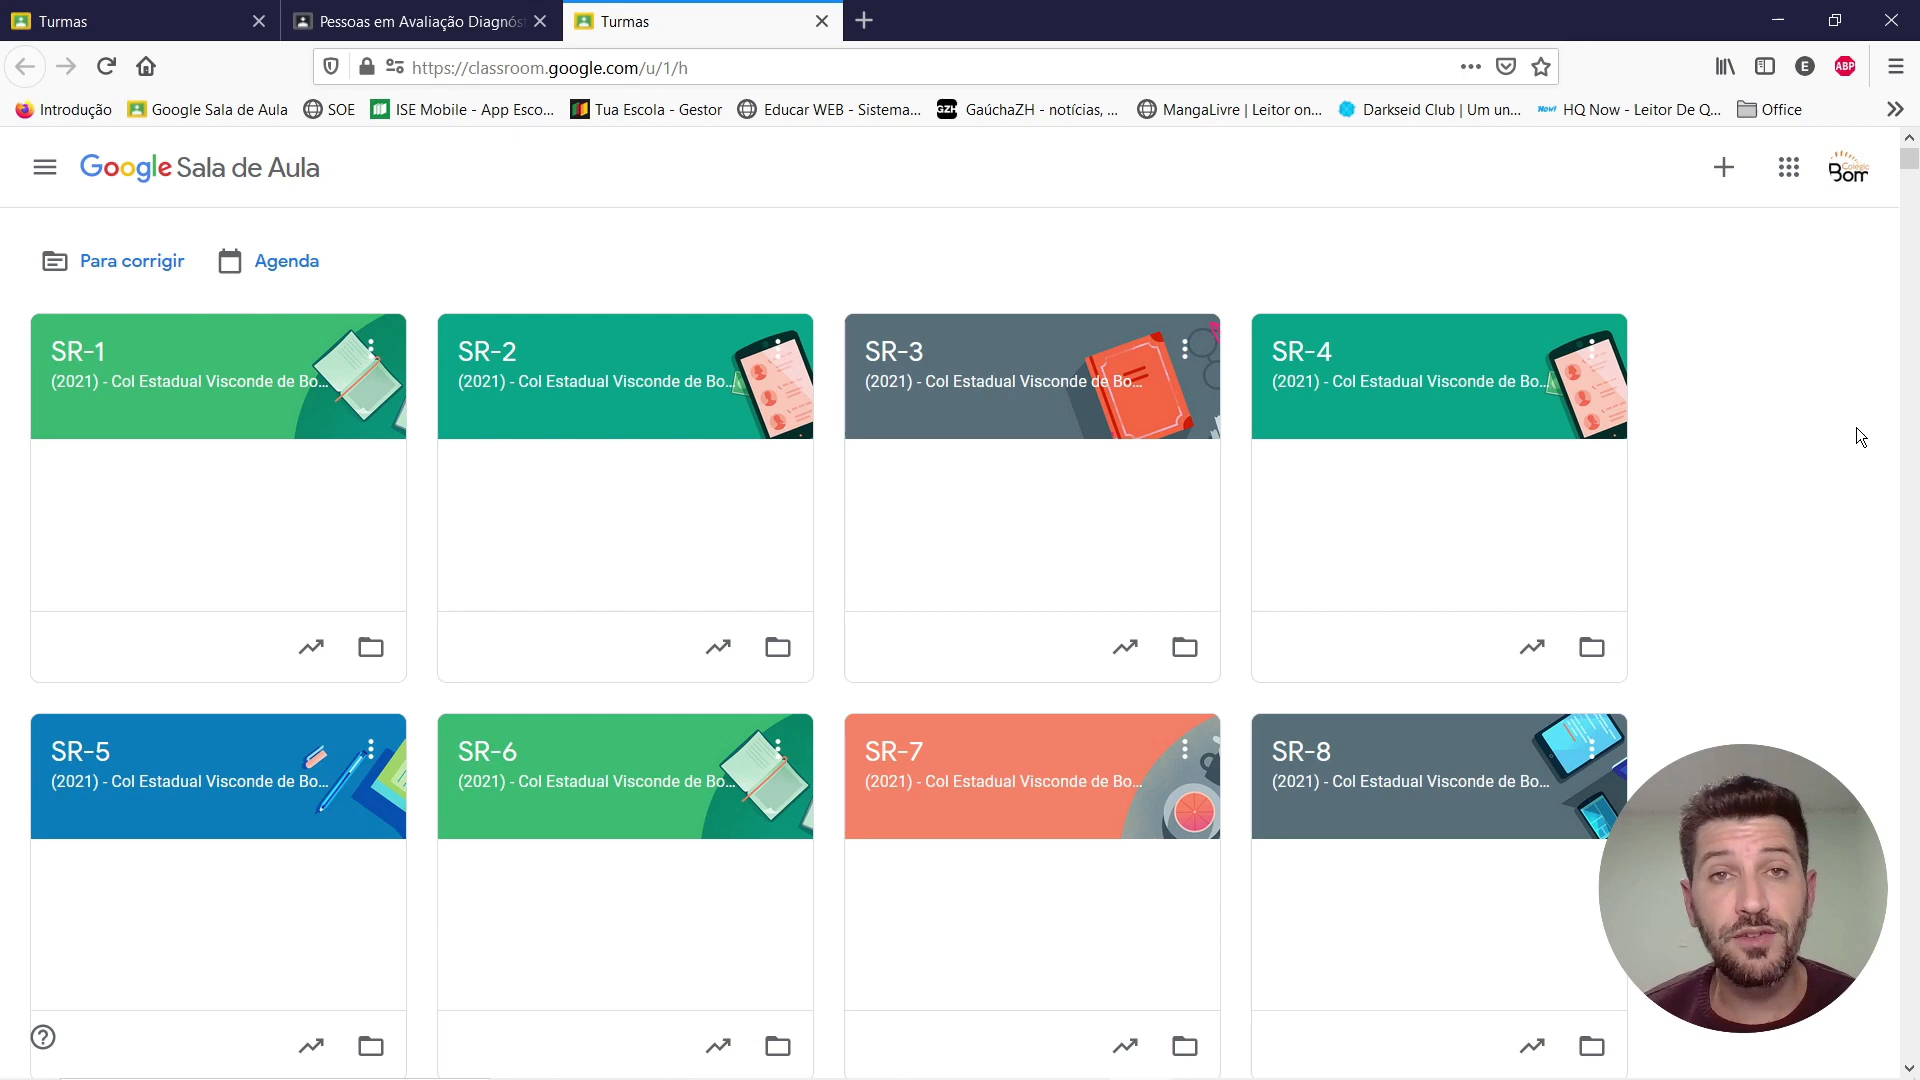 Turmas
Pessoas em Avaliação Diagnós
Turmas
https://classroom.google.com/u/1/h
E
ABP
Introdução
Google Sala de Aula
SOE
ISE Mobile - App Esco...
Tua Escola - Gestor
Educar WEB - Sistema...
GZH
GaúchaZH - notícias, ...
MangaLivre | Leitor on...
Darkseid Club | Um un...
Now!
HQ Now - Leitor De Q...
Office
Google Sala de Aula
Colégio
Bom
Para corrigir
Agenda
SR-1
(2021) - Col Estadual Visconde de Bo...
SR-2
(2021) - Col Estadual Visconde de Bo...
SR-3
(2021) - Col Estadual Visconde de Bo...
SR-4
(2021) - Col Estadual Visconde de Bo...
SR-5
(2021) - Col Estadual Visconde de Bo...
SR-6
(2021) - Col Estadual Visconde de Bo...
SR-7
(2021) - Col Estadual Visconde de Bo...
SR-8
(2021) - Col Estadual Visconde de Bo...